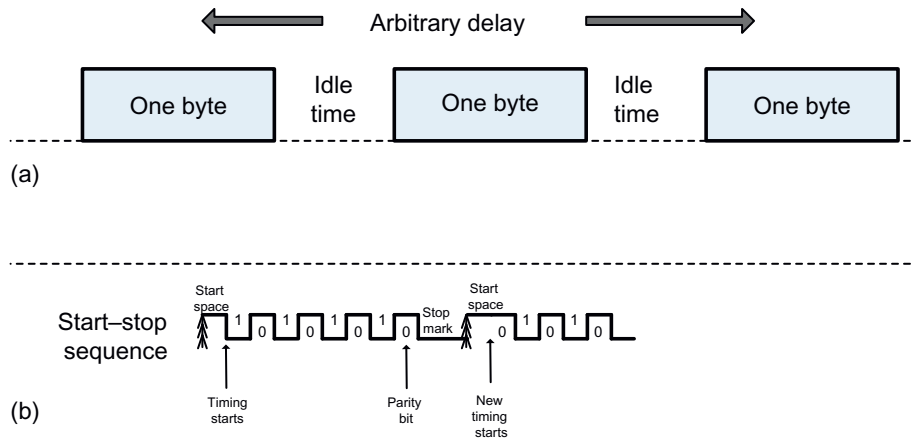 Arbitrary delay
One byte
Idle
time
One byte
Idle
time
One byte
(a)
Start–stop
sequence
Start
space
1 0 1 0 1 0 1 0
Stop
mark
Start
space
0 1 0 1 0
Timing
starts
Parity
bit
New
timing
starts
(b)